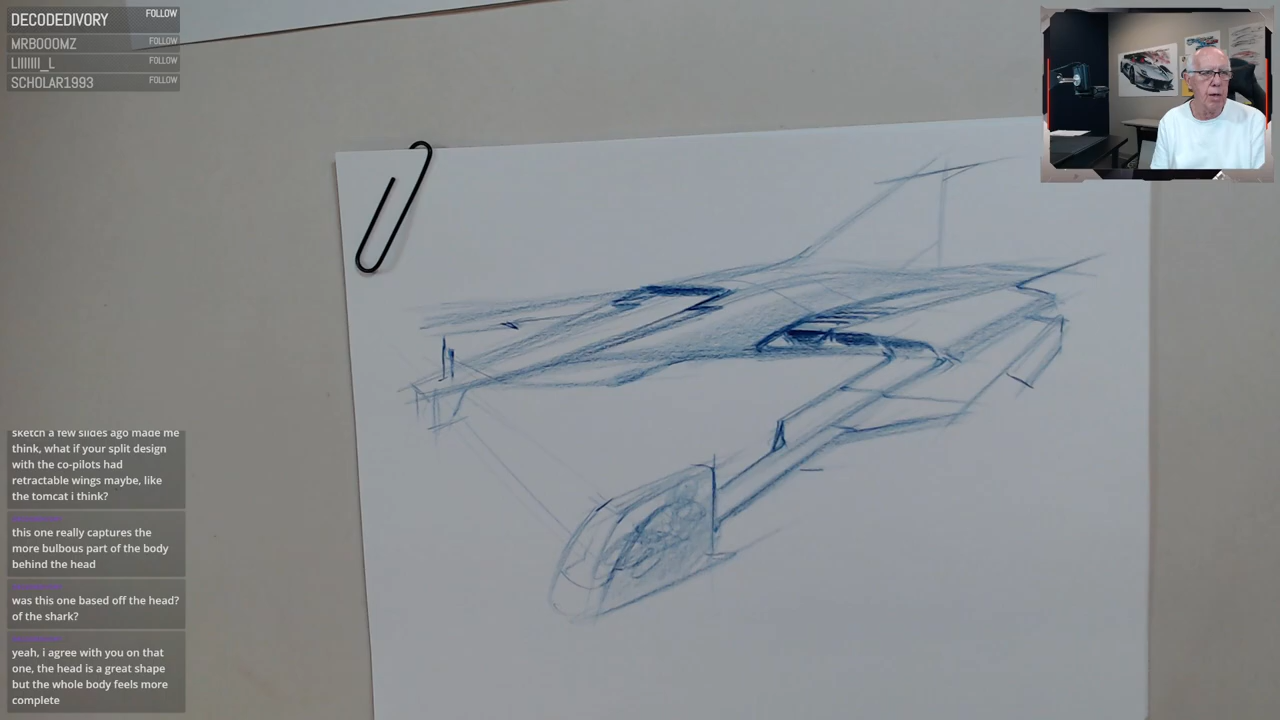 DECODEDIVORY FOLLOW
MRBOOOMZ FOLLOW
LIIIIIII_L FOLLOW
SCHOLAR1993 FOLLOW
sketch a few slides ago made me
think, what if your split design
with the co-pilots had
retractable wings maybe, like
the tomcat i think?
this one really captures the
more bulbous part of the body
behind the head
was this one based off the head?
of the shark?
yeah, i agree with you on that
one, the head is a great shape
but the whole body feels more
complete